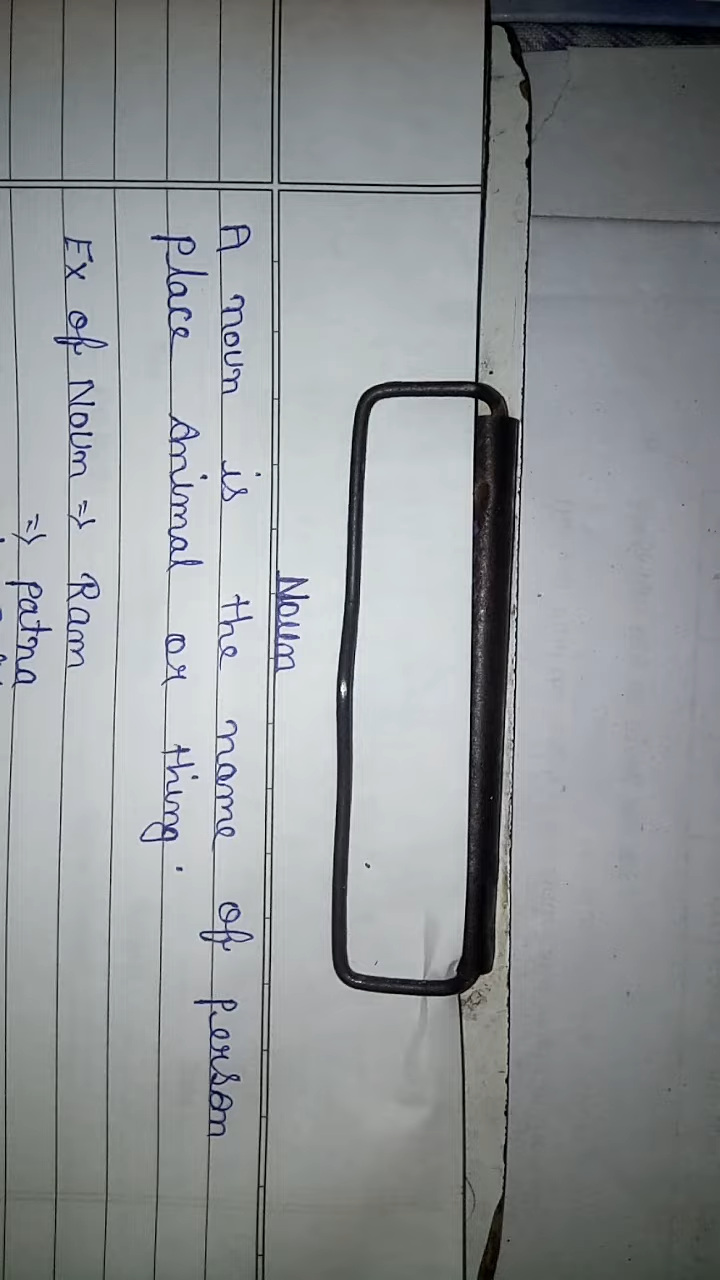 Noun
A noun is the name of person
place animal or thing.
Ex of Noun => Ram
=> patna